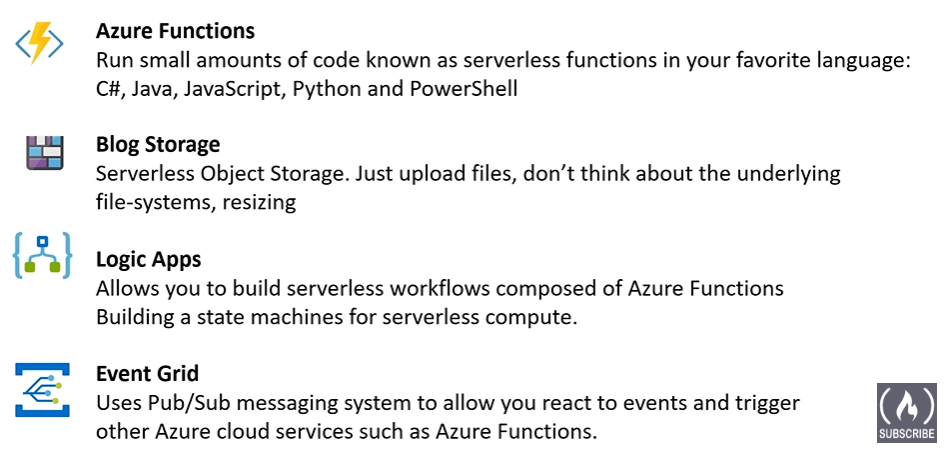 Azure Functions
Run small amounts of code known as serverless functions in your favorite language:
C#, Java, JavaScript, Python and PowerShell
Blog Storage
Serverless Object Storage. Just upload files, don’t think about the underlying
file-systems, resizing
Logic Apps
Allows you to build serverless workflows composed of Azure Functions
Building a state machines for serverless compute.
Event Grid
Uses Pub/Sub messaging system to allow you react to events and trigger
other Azure cloud services such as Azure Functions.
SUBSCRIBE